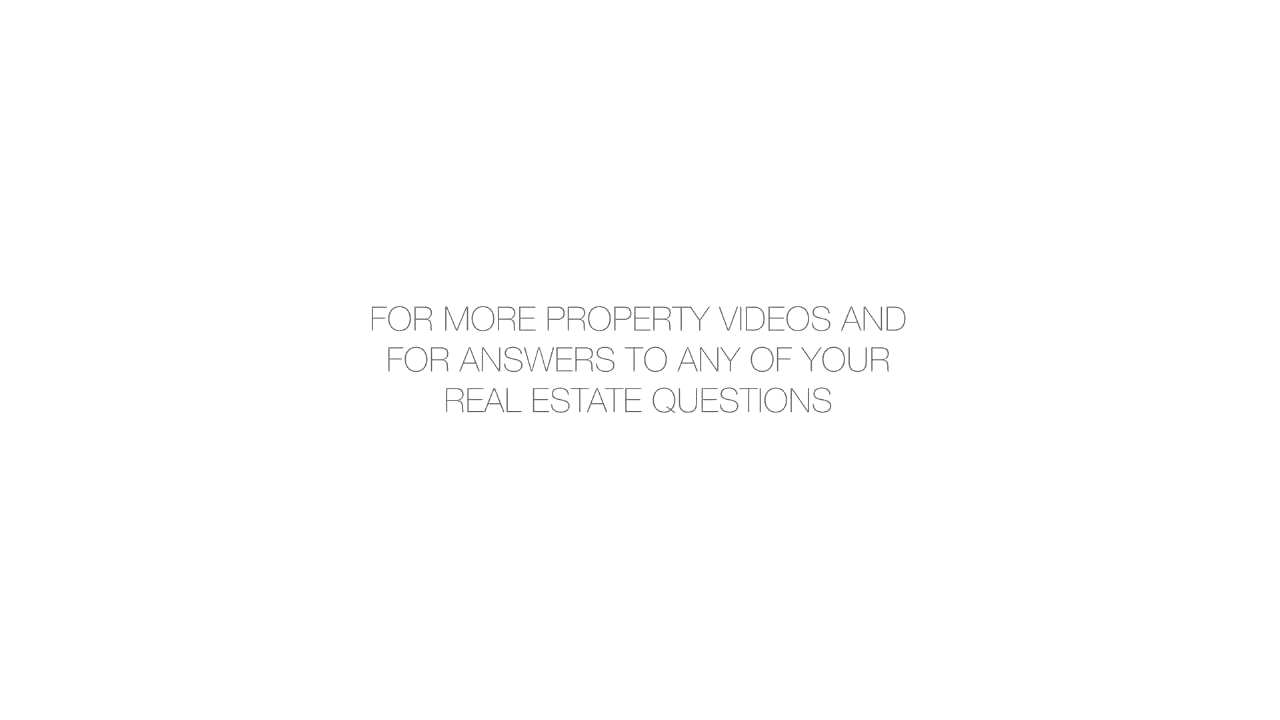 FOR MORE PROPERTY VIDEOS AND
FOR ANSWERS TO ANY OF YOUR
REAL ESTATE QUESTIONS